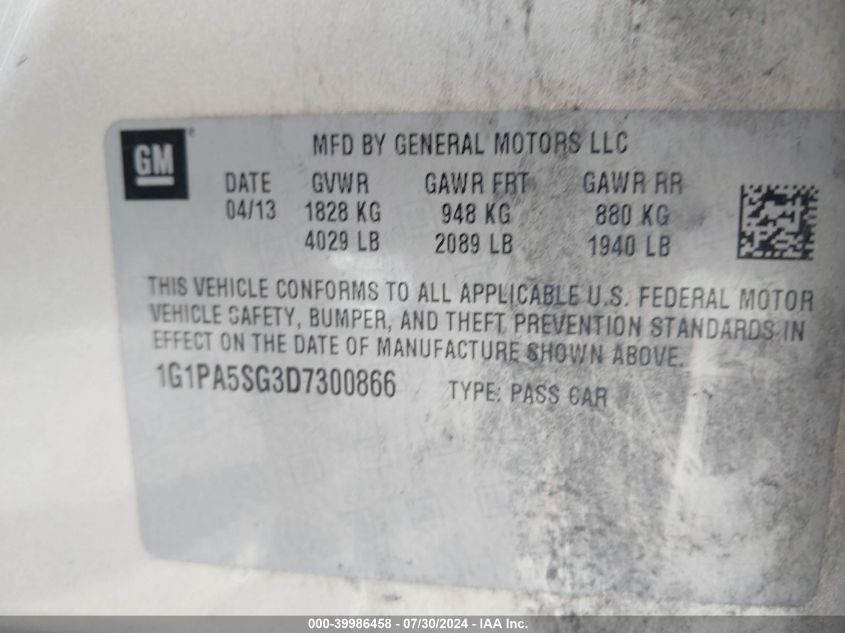 GM®
MFD BY GENERAL MOTORS LLC
DATE GVWR GAWR FRT GAWR RR
04/13 1828 KG 948 KG 880 KG
4029 LB 2089 LB 1940 LB
THIS VEHICLE CONFORMS TO ALL APPLICABLE U.S. FEDERAL MOTOR
VEHICLE SAFETY, BUMPER, AND THEFT PREVENTION STANDARDS IN
EFFECT ON THE DATE OF MANUFACTURE SHOWN ABOVE.
1G1PA5SG3D7300866 TYPE: PASS CAR
000-39986458 - 07/30/2024 - IAA Inc.